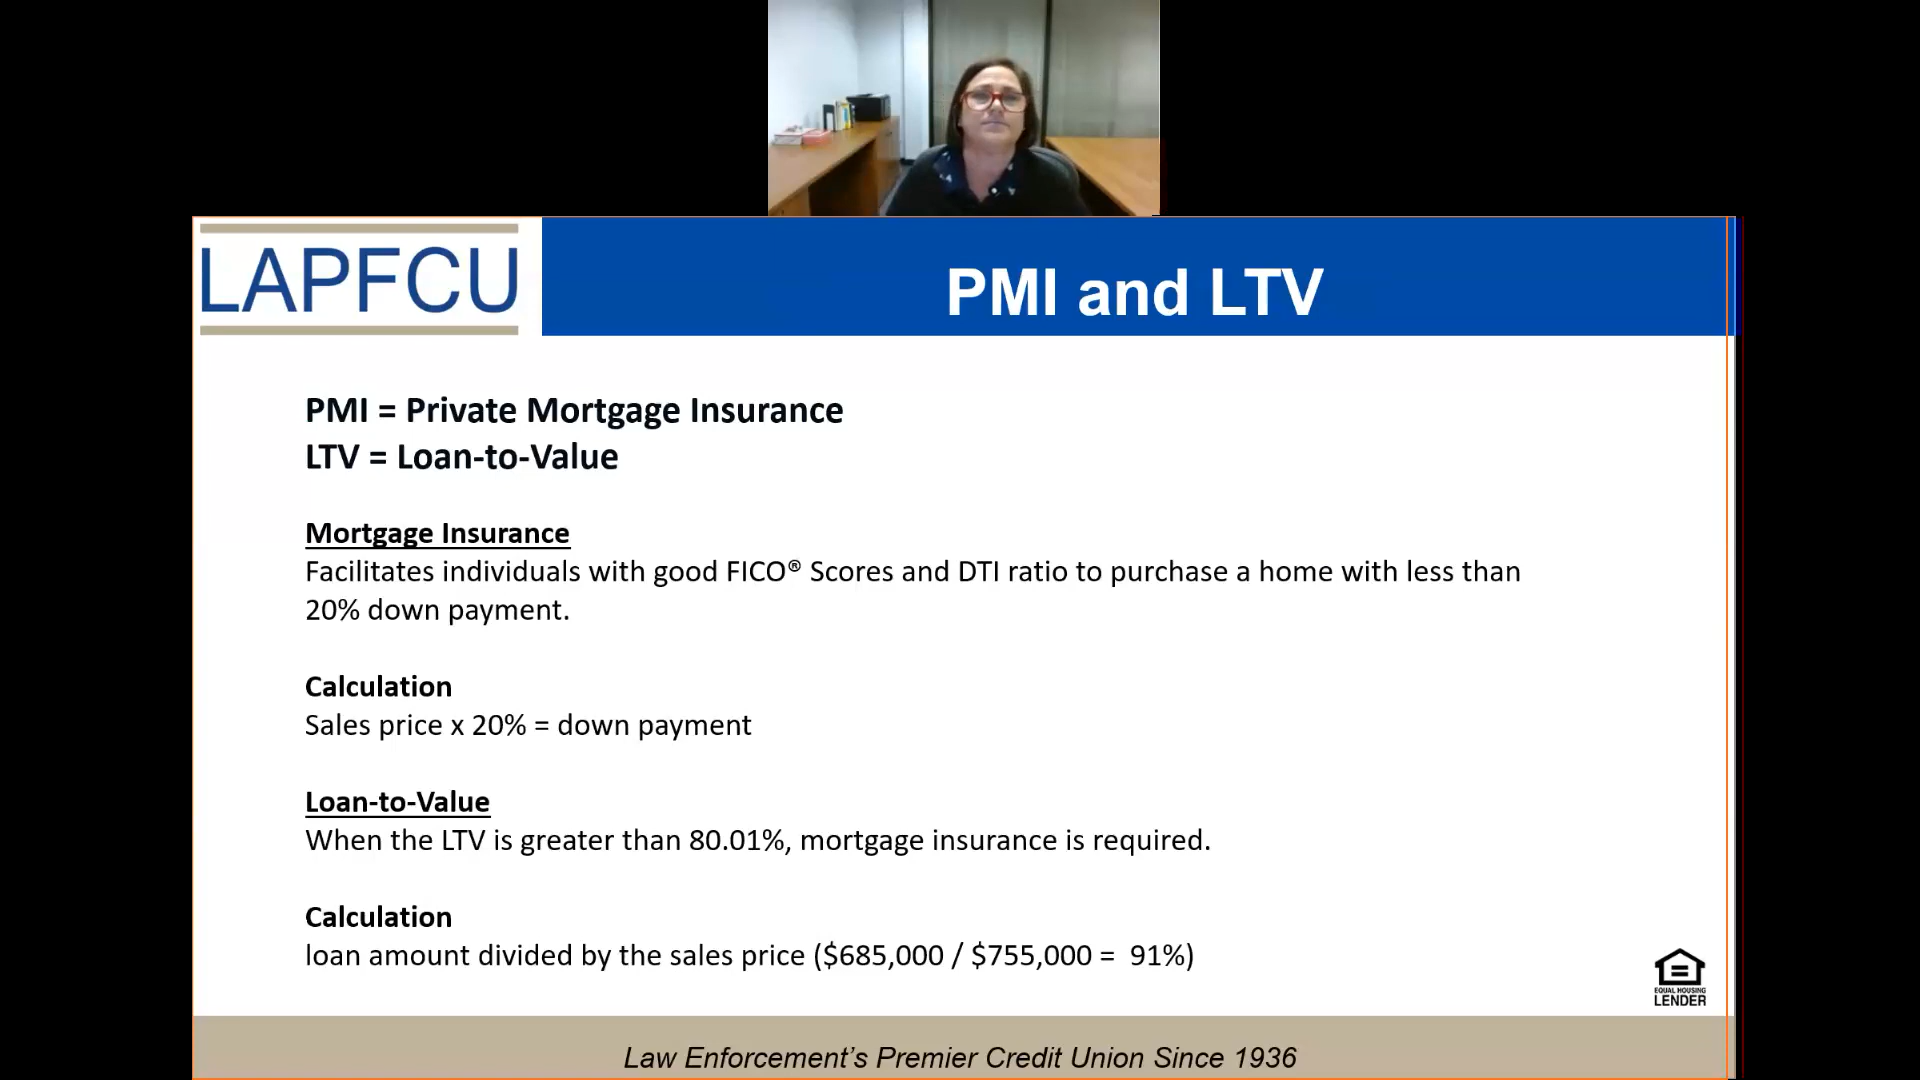 LAPFCU
PMI and LTV
PMI = Private Mortgage Insurance
LTV = Loan-to-Value
Mortgage Insurance
Facilitates individuals with good FICO® Scores and DTI ratio to purchase a home with less than
20% down payment.
Calculation
Sales price x 20% = down payment
Loan-to-Value
When the LTV is greater than 80.01%, mortgage insurance is required.
Calculation
loan amount divided by the sales price ($685,000 / $755,000 =  91%)
EQUAL HOUSING
LENDER
Law Enforcement’s Premier Credit Union Since 1936